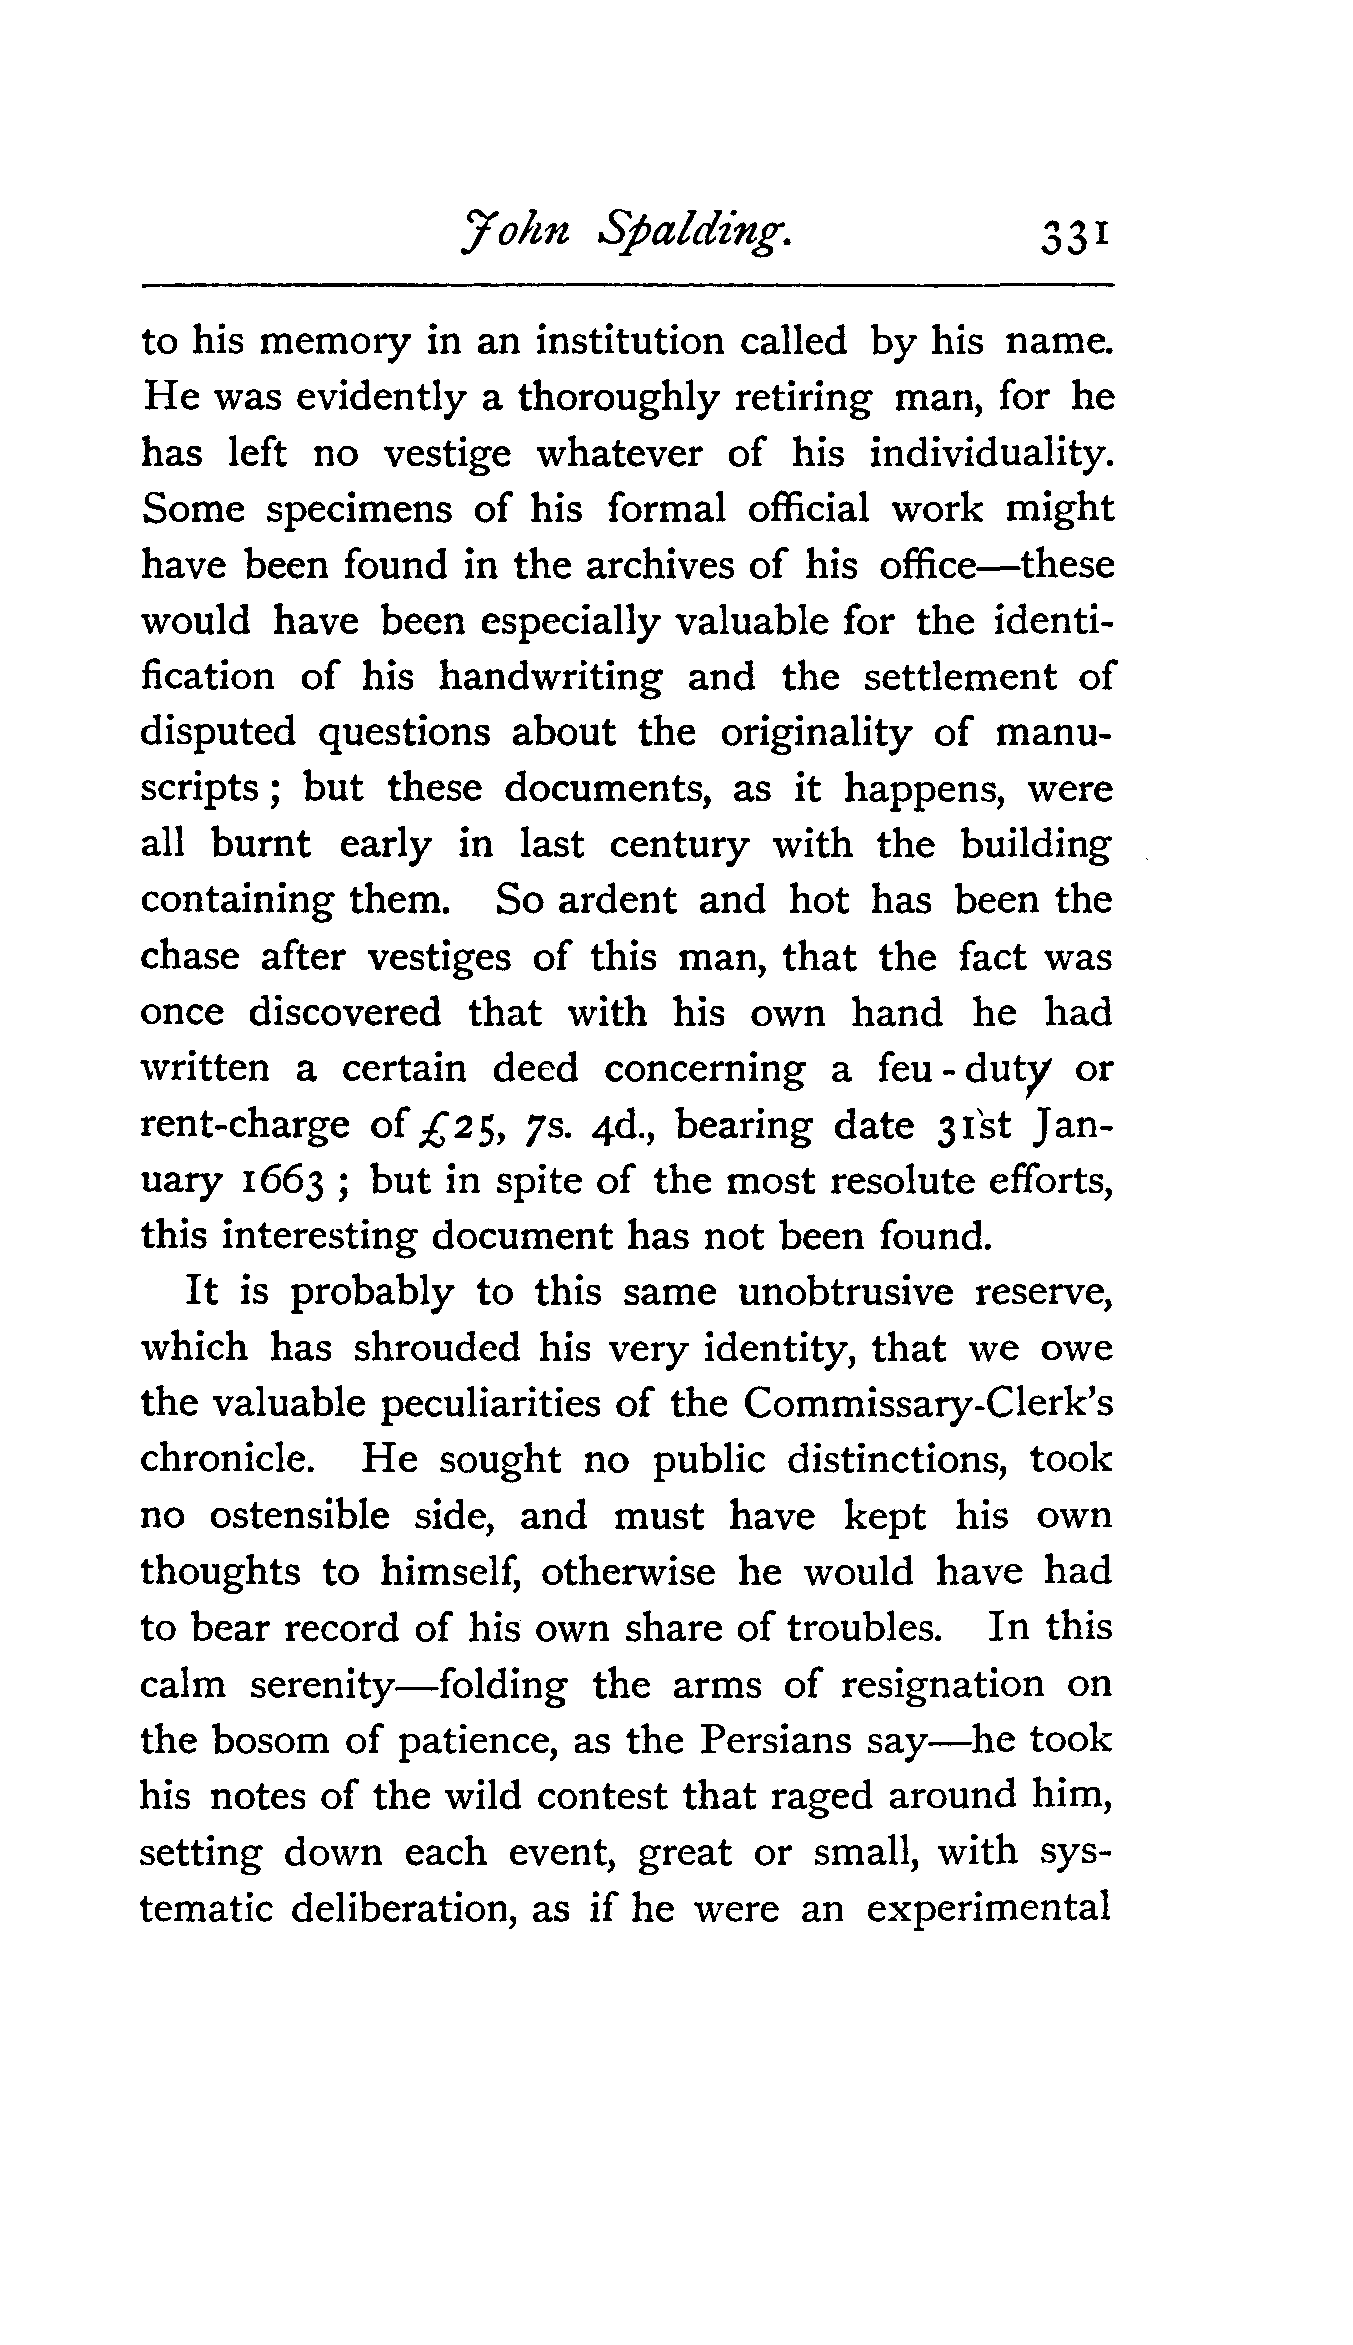 John Spalding. 331
to his memory in an institution called by his name.
He was evidently a thoroughly retiring man, for he
has left no vestige whatever of his individuality.
Some specimens of his formal official work might
have been found in the archives of his office—these
would have been especially valuable for the identi-
fication of his handwriting and the settlement of
disputed questions about the originality of manu-
scripts ; but these documents, as it happens, were
all burnt early in last century with the building
containing them. So ardent and hot has been the
chase after vestiges of this man, that the fact was
once discovered that with his own hand he had
written a certain deed concerning a feu-duty or
rent-charge of £25, 7s. 4d., bearing date 31st Jan-
uary 1663 ; but in spite of the most resolute efforts,
this interesting document has not been found.
It is probably to this same unobtrusive reserve,
which has shrouded his very identity, that we owe
the valuable peculiarities of the Commissary-Clerk's
chronicle. He sought no public distinctions, took
no ostensible side, and must have kept his own
thoughts to himself, otherwise he would have had
to bear record of his own share of troubles. In this
calm serenity—folding the arms of resignation on
the bosom of patience, as the Persians say—he took
his notes of the wild contest that raged around him,
setting down each event, great or small, with sys-
tematic deliberation, as if he were an experimental